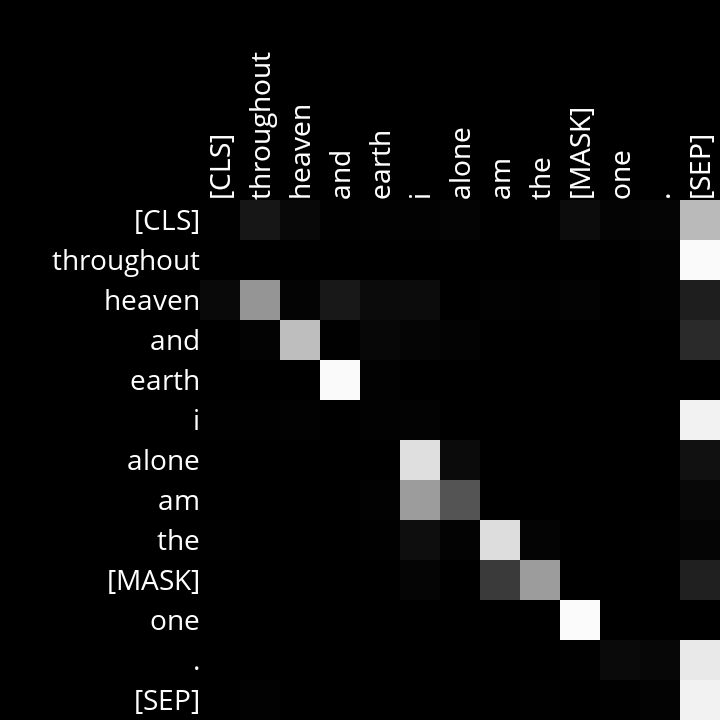 [CLS]
throughout
heaven
and
earth
i
alone
am
the
[MASK]
one
.
[SEP]
[CLS]
throughout
heaven
and
earth
i
alone
am
the
[MASK]
one
.
[SEP]